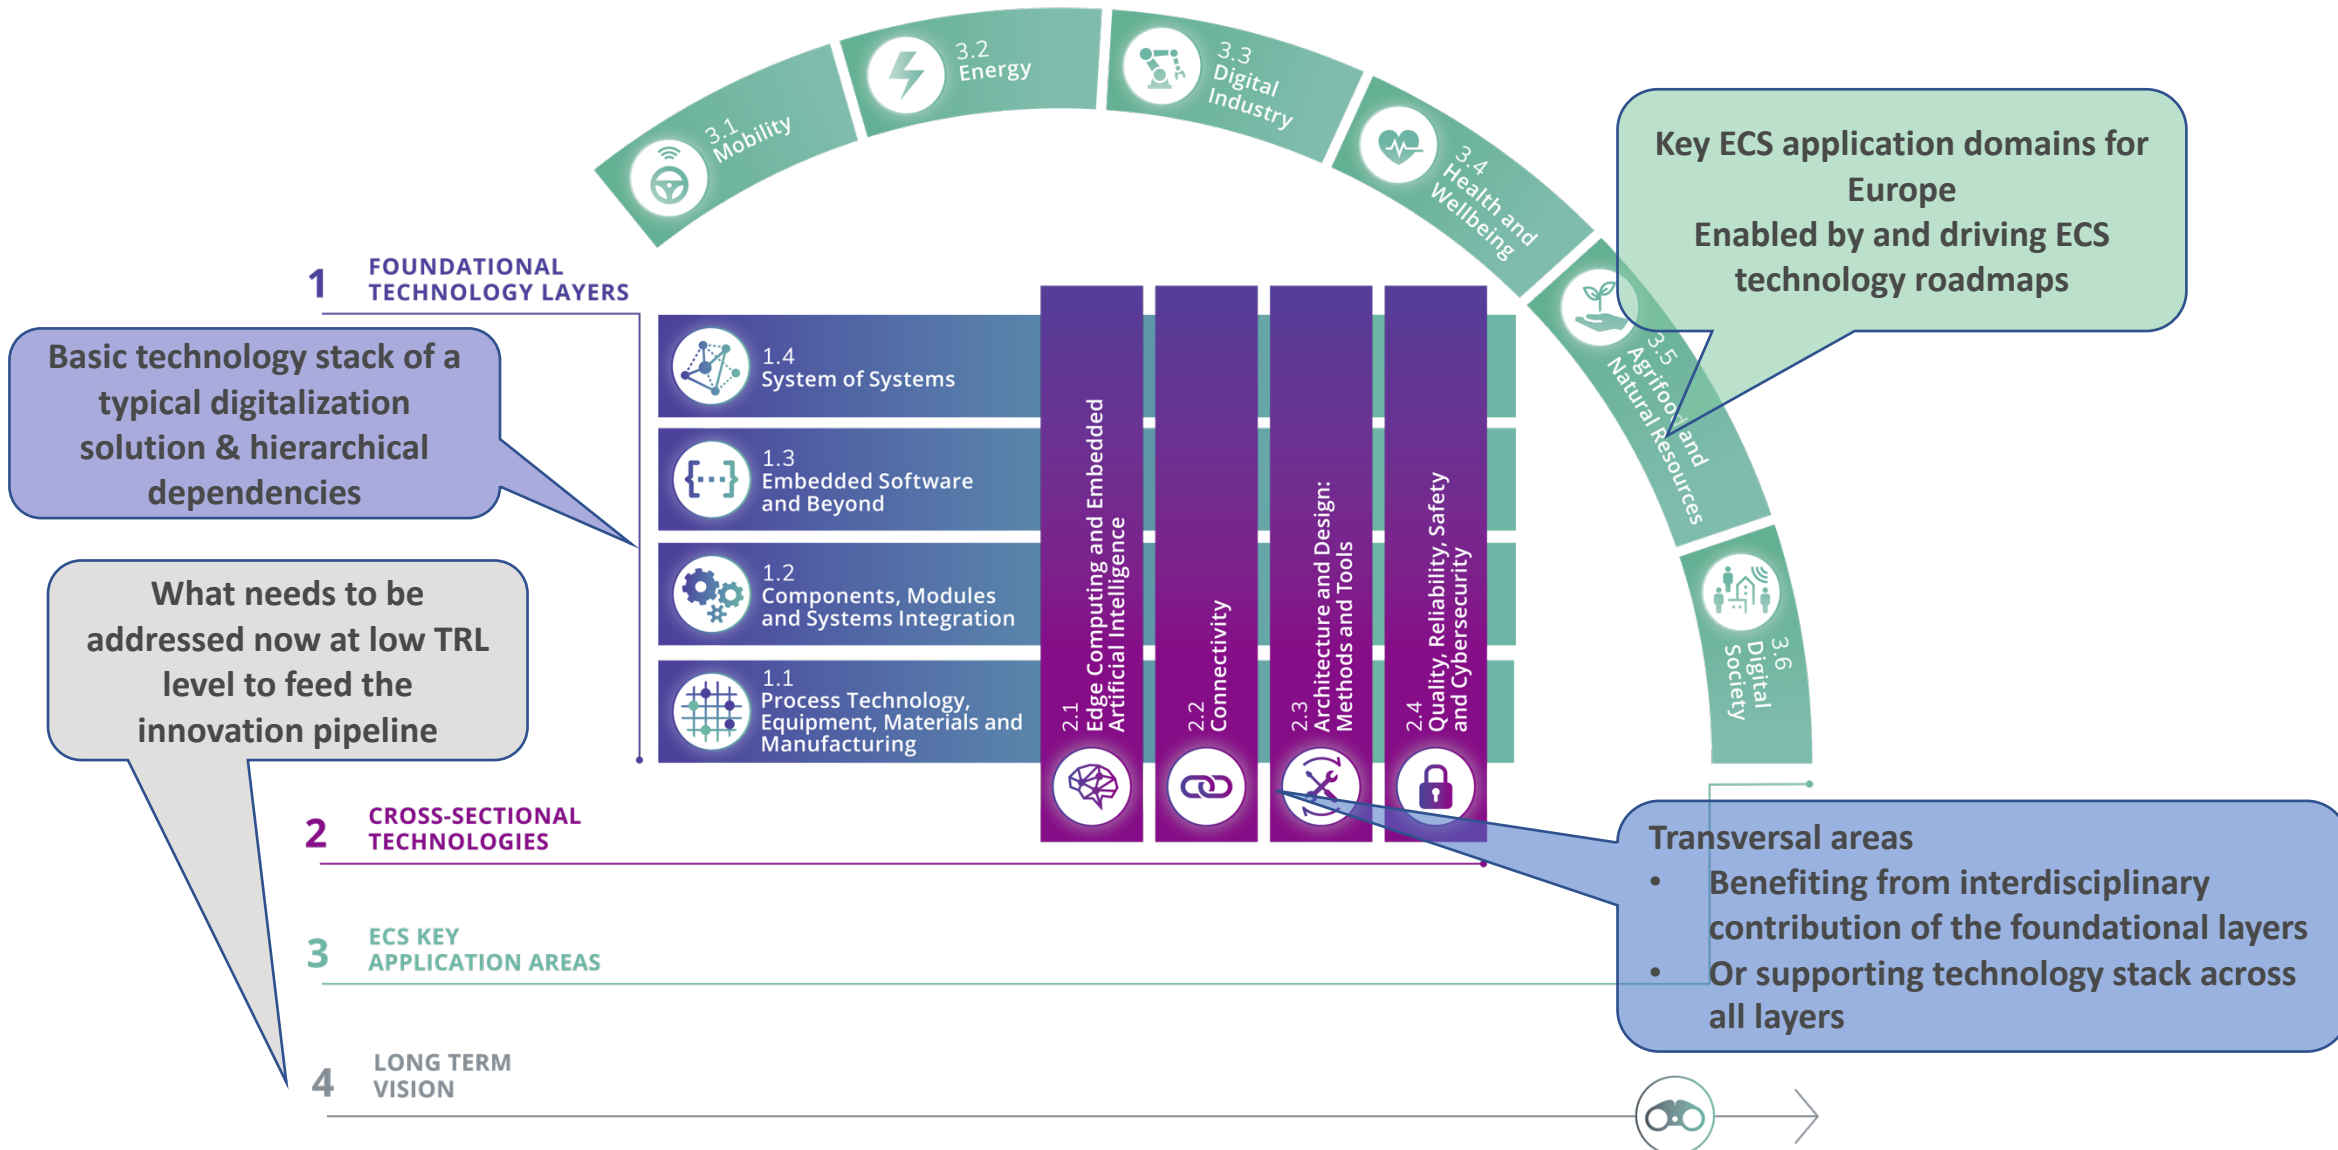 3.1
Mobility
3.2
Energy
3.3
Digital
Industry
3.4
Health and
Wellbeing
3.5
Agrifood and
Natural Resources
3.6
Digital
Society
Key ECS application domains for
Europe
Enabled by and driving ECS
technology roadmaps
1
FOUNDATIONAL
TECHNOLOGY LAYERS
Basic technology stack of a
typical digitalization
solution & hierarchical
dependencies
What needs to be
addressed now at low TRL
level to feed the
innovation pipeline
1.4
System of Systems
1.3
Embedded Software
and Beyond
1.2
Components, Modules
and Systems Integration
1.1
Process Technology,
Equipment, Materials and
Manufacturing
2.1
Edge Computing and Embedded
Artificial Intelligence
2.2
Connectivity
2.3
Architecture and Design:
Methods and Tools
2.4
Quality, Reliability, Safety
and Cybersecurity
2
CROSS-SECTIONAL
TECHNOLOGIES
Transversal areas
• Benefiting from interdisciplinary
contribution of the foundational layers
• Or supporting technology stack across
all layers
3
ECS KEY
APPLICATION AREAS
4
LONG TERM
VISION